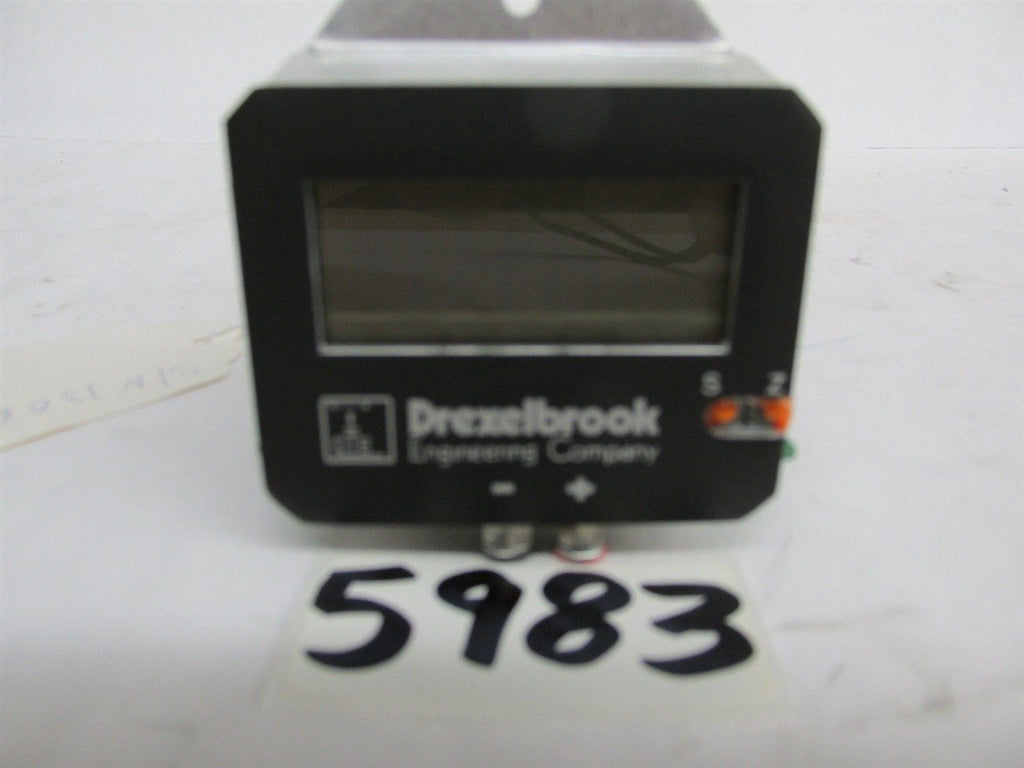 S Z
Drexelbrook
Engineering Company
- +
5983